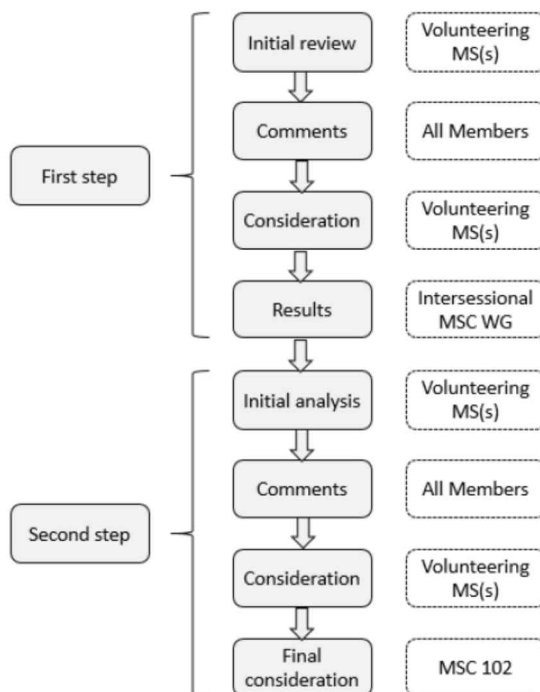 Initial review
Volunteering
MS(s)
Comments
All Members
First step
Consideration
Volunteering
MS(s)
Results
Intersessional
MSC WG
Initial analysis
Volunteering
MS(s)
Comments
All Members
Second step
Consideration
Volunteering
MS(s)
Final
consideration
MSC 102